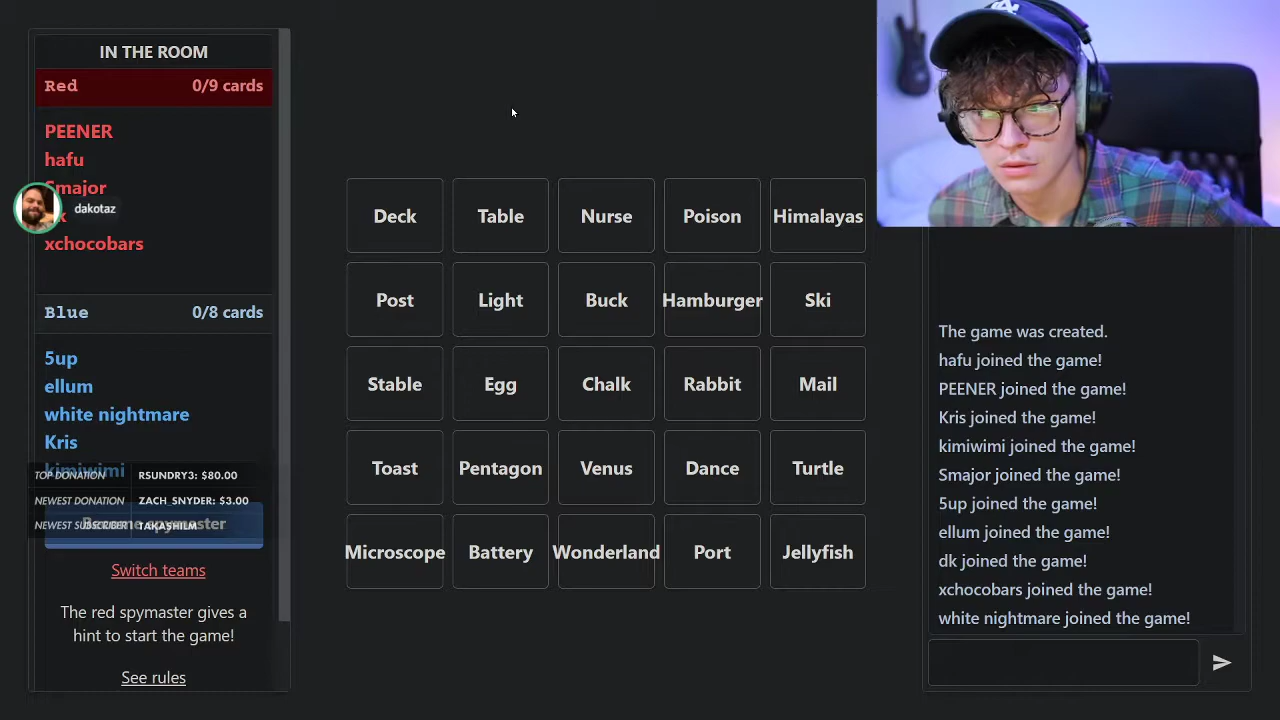 IN THE ROOM
Red 0/9 cards
PEENER
hafu
Smajor
dakotaz
xchocobars
Blue 0/8 cards
5up
ellum
white nightmare
Kris
kimiwimi
TOP DONATION RSUNDRY3: $80.00
NEWEST DONATION ZACH_SNYDER: $3.00
NEWEST SUBSCRIBER TAKASHILM
Become spymaster
Switch teams
The red spymaster gives a
hint to start the game!
See rules
Deck Table Nurse Poison Himalayas
Post Light Buck Hamburger Ski
Stable Egg Chalk Rabbit Mail
Toast Pentagon Venus Dance Turtle
Microscope Battery Wonderland Port Jellyfish
The game was created.
hafu joined the game!
PEENER joined the game!
Kris joined the game!
kimiwimi joined the game!
Smajor joined the game!
5up joined the game!
ellum joined the game!
dk joined the game!
xchocobars joined the game!
white nightmare joined the game!